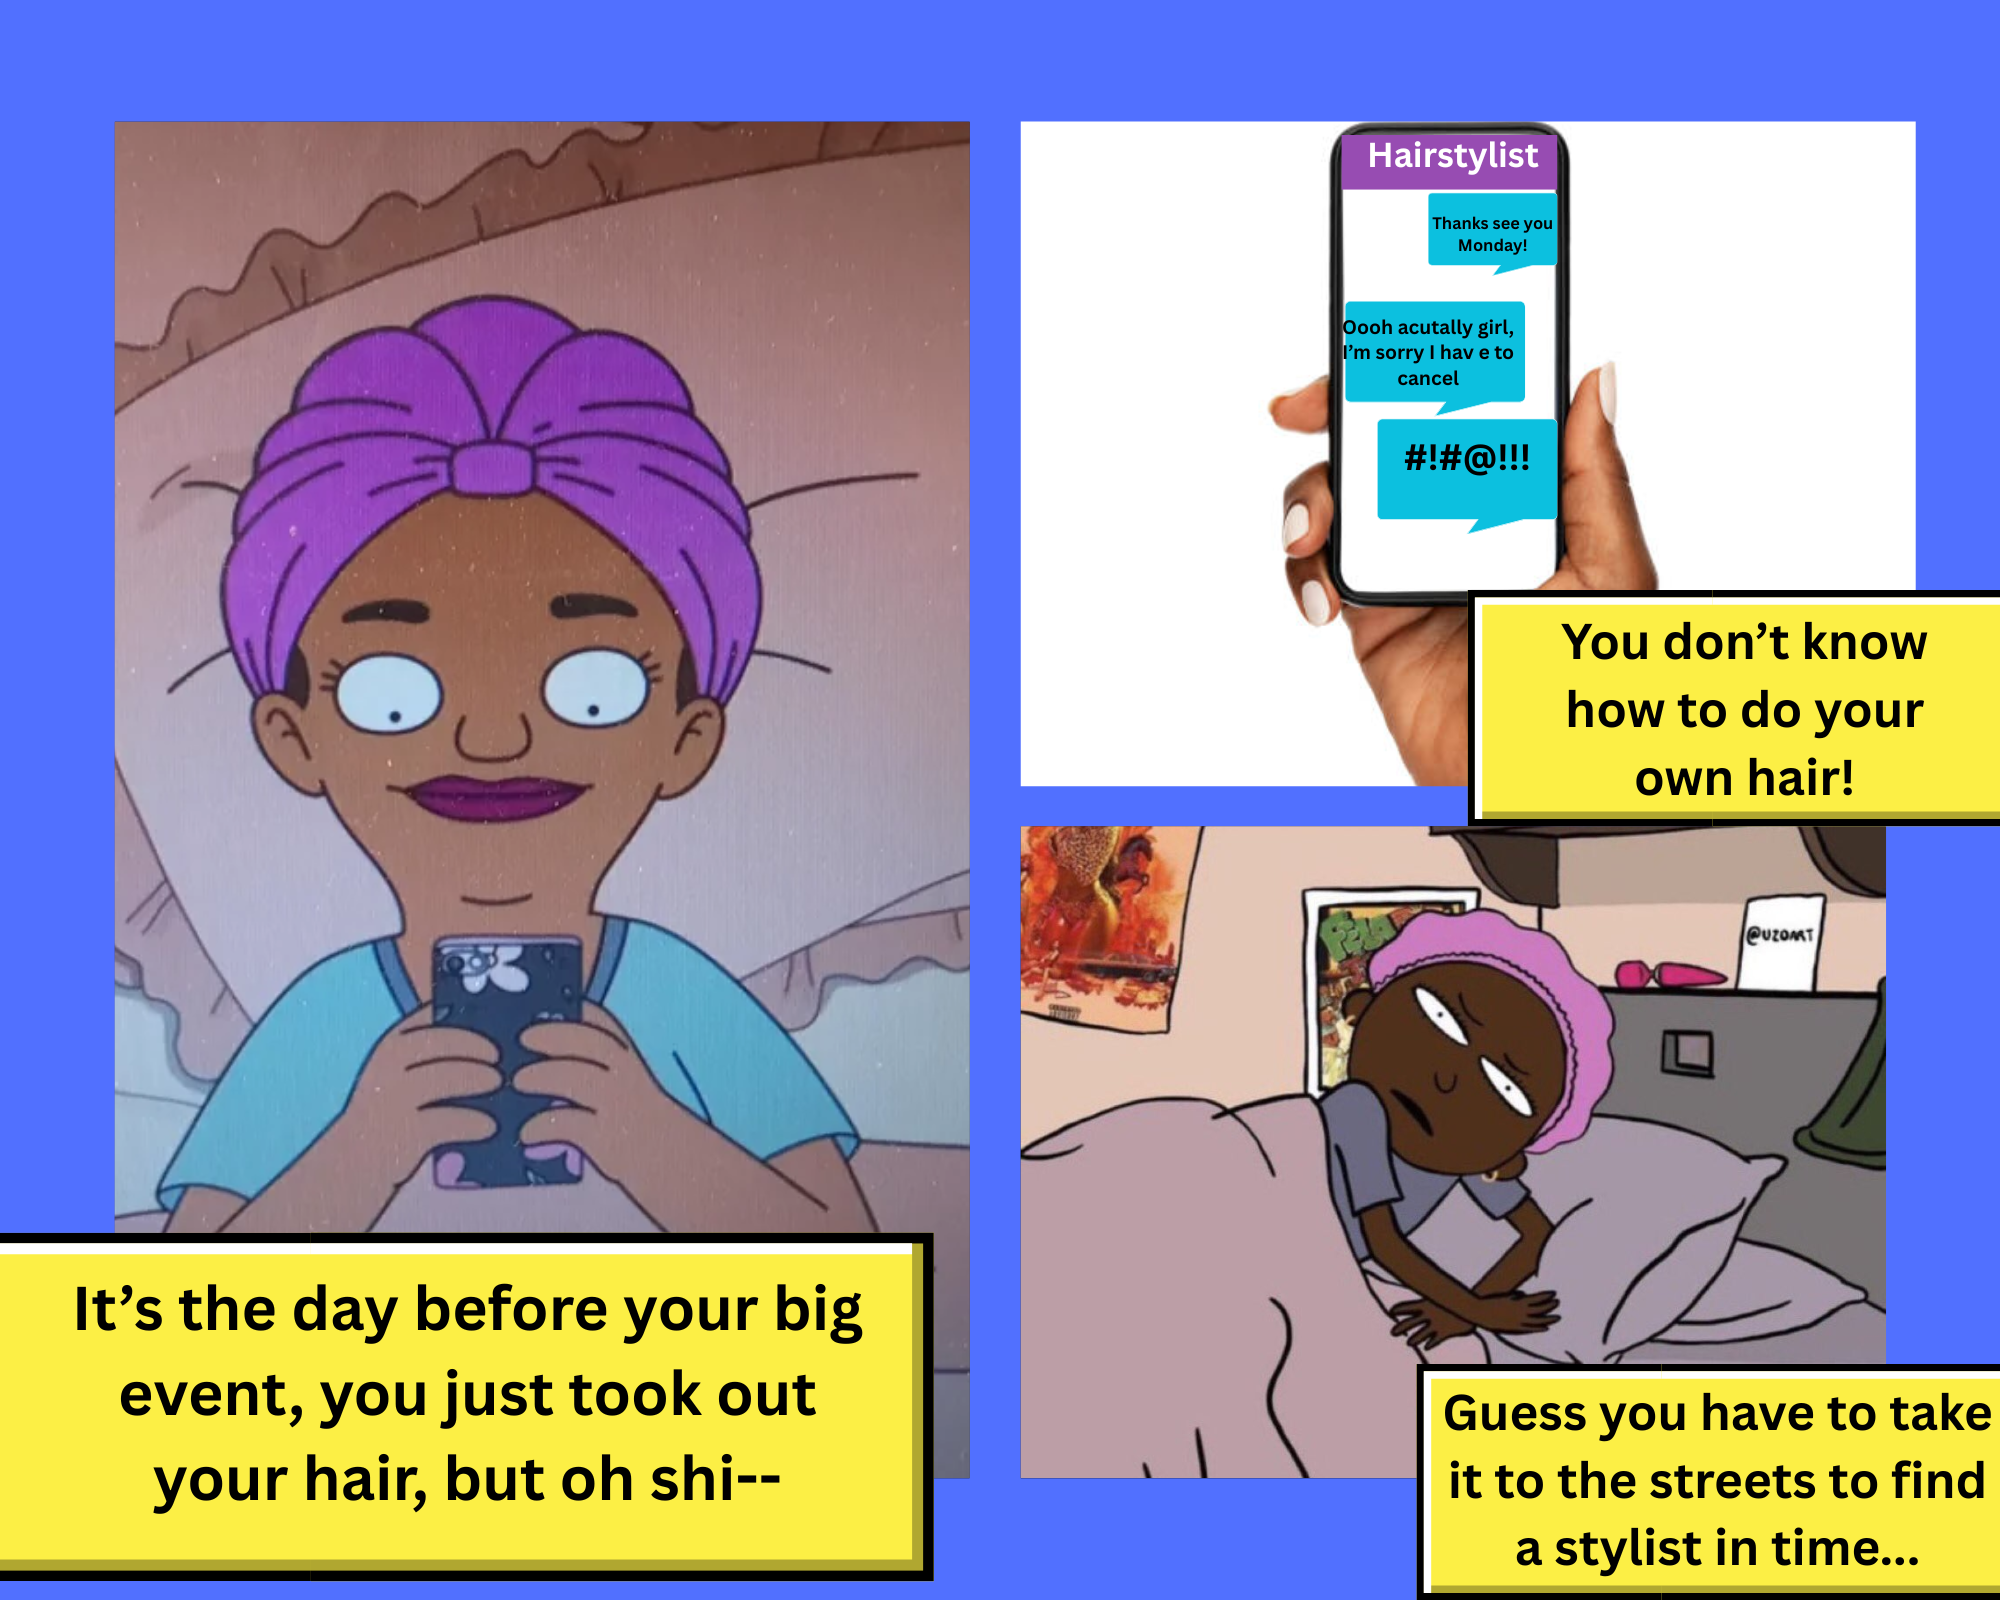 It's the day before your big
event, you just took out
your hair, but oh shi--
Hairstylist
Thanks see you
Monday!
Oooh acutally girl,
I'm sorry I hav e to
cancel
#!#@!!!
You don't know
how to do your
own hair!
FELA
@UZOART
Guess you have to take
it to the streets to find
a stylist in time...